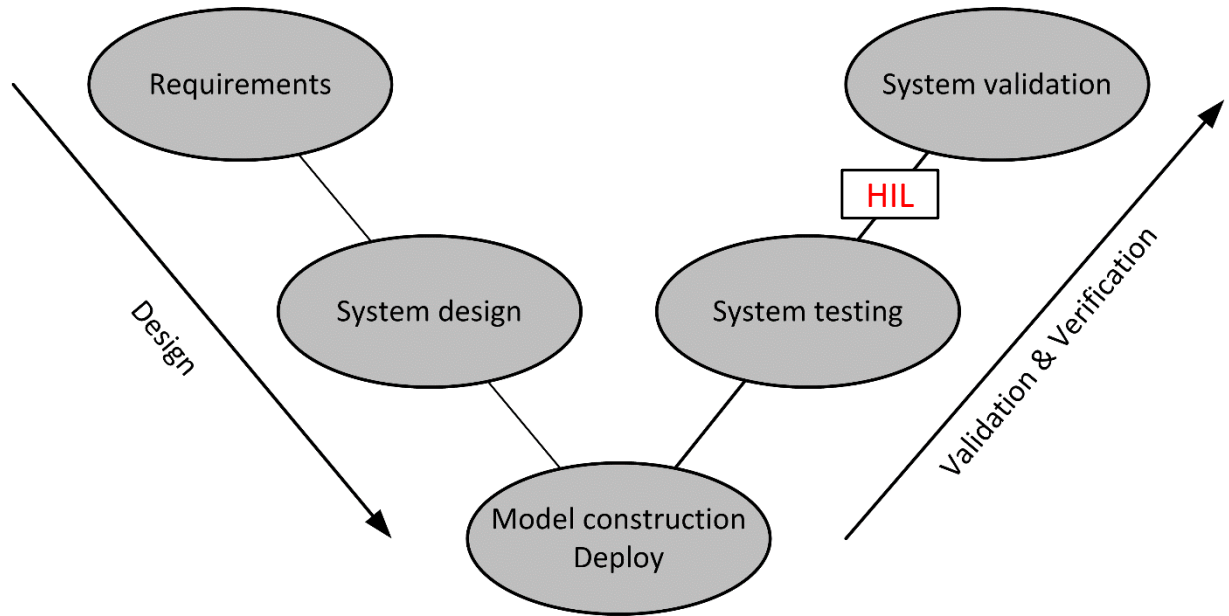 Requirements
System validation
HIL
System design
System testing
Design
Validation & Verification
Model construction
Deploy